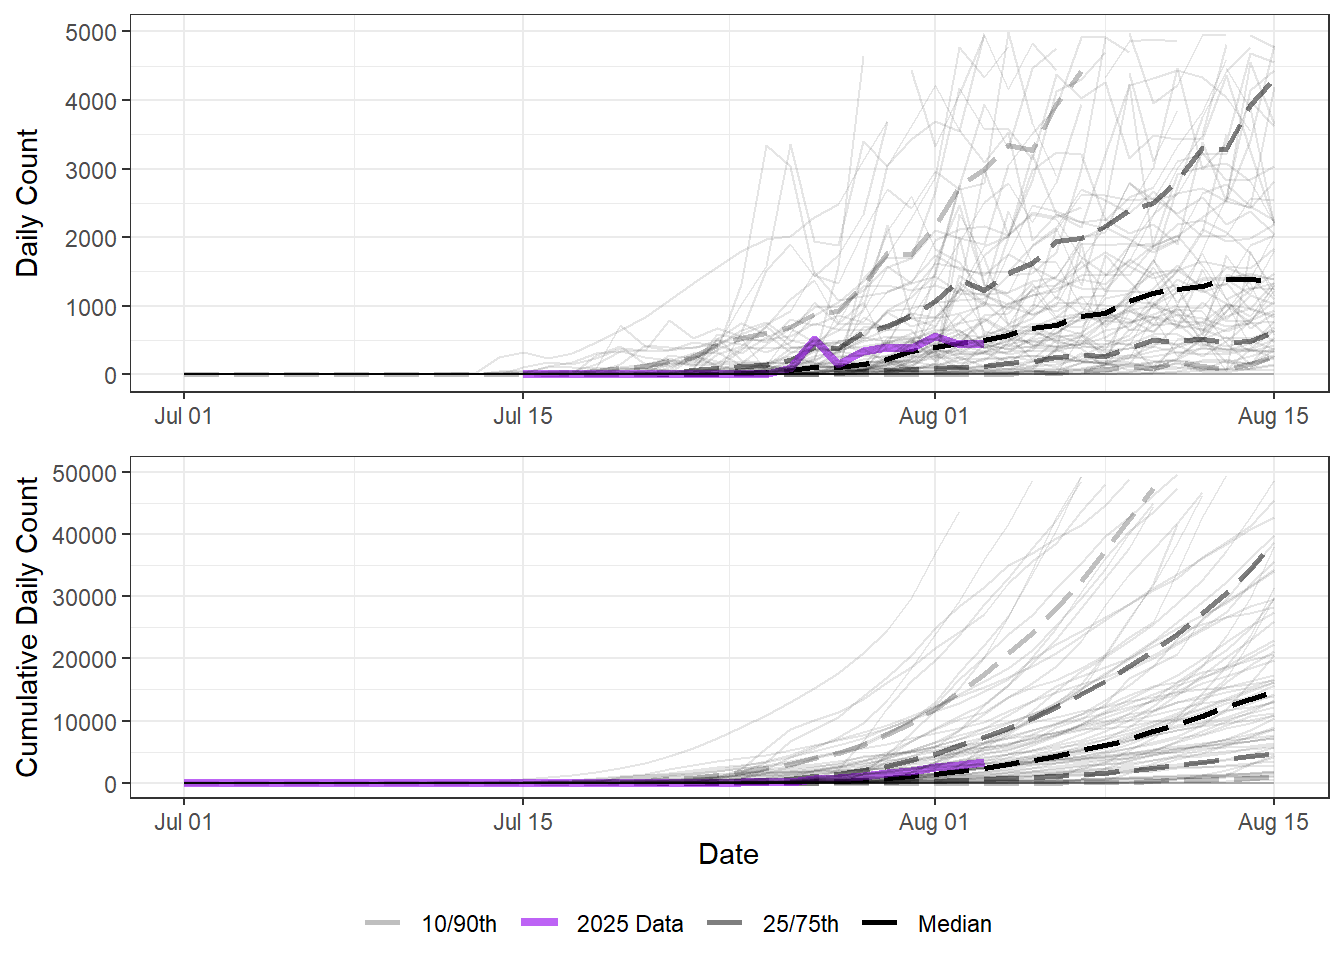 Daily Count
5000
4000
3000
2000
1000
0
Jul 01 Jul 15 Aug 01 Aug 15
Cumulative Daily Count
50000
40000
30000
20000
10000
0
Jul 01 Jul 15 Aug 01 Aug 15
Date
10/90th 2025 Data 25/75th Median